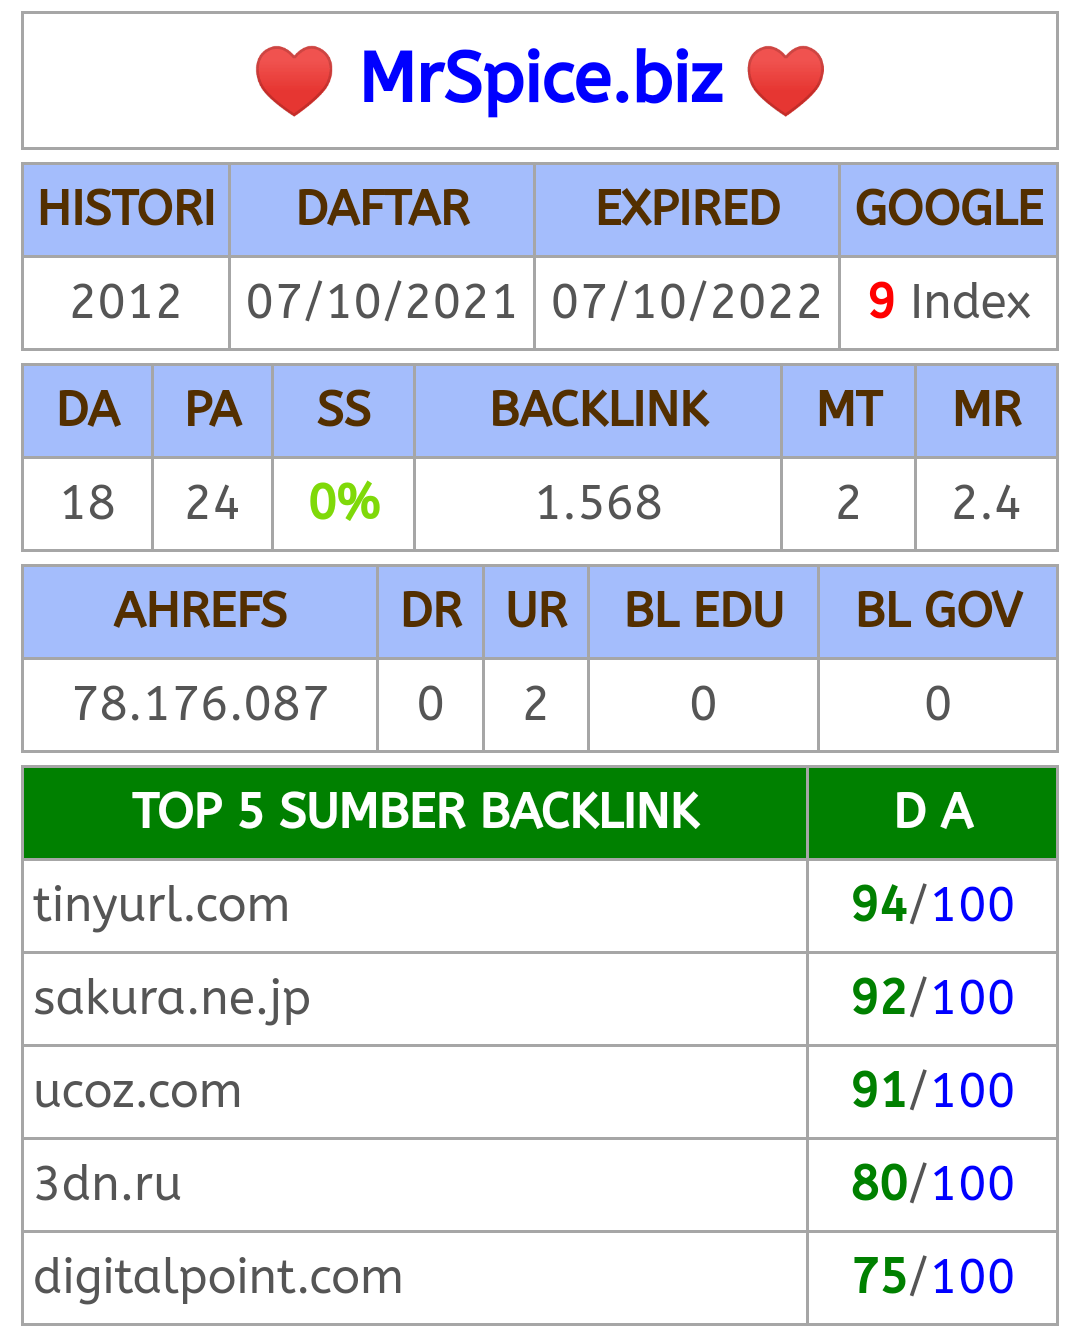 ❤ MrSpice.biz ❤
HISTORI DAFTAR EXPIRED GOOGLE
2012 07/10/2021 07/10/2022 9 Index
DA PA SS BACKLINK MT MR
18 24 0% 1.568 2 2.4
AHREFS DR UR BL EDU BL GOV
78.176.087 0 2 0 0
TOP 5 SUMBER BACKLINK D A
tinyurl.com 94/100
sakura.ne.jp 92/100
ucoz.com 91/100
3dn.ru 80/100
digitalpoint.com 75/100